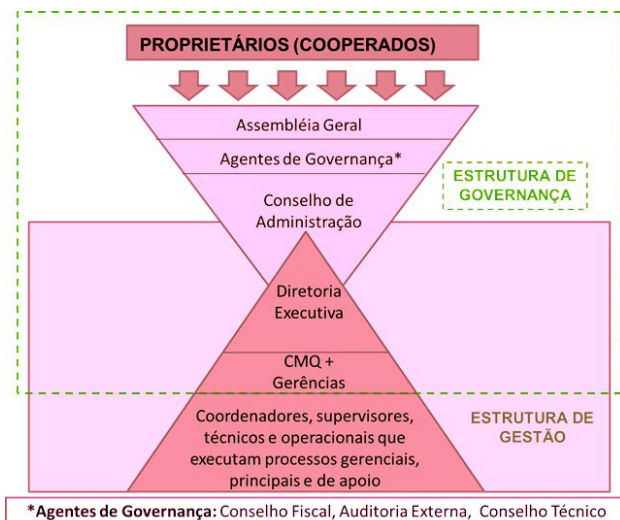 PROPRIETÁRIOS (COOPERADOS)
Assembléia Geral
Agentes de Governança*
Conselho de
Administração
ESTRUTURA DE
GOVERNANÇA
Diretoria
Executiva
CMQ +
Gerências
Coordenadores, supervisores,
técnicos e operacionais que
executam processos gerenciais,
principais e de apoio
ESTRUTURA DE
GESTÃO
*Agentes de Governança: Conselho Fiscal, Auditoria Externa, Conselho Técnico